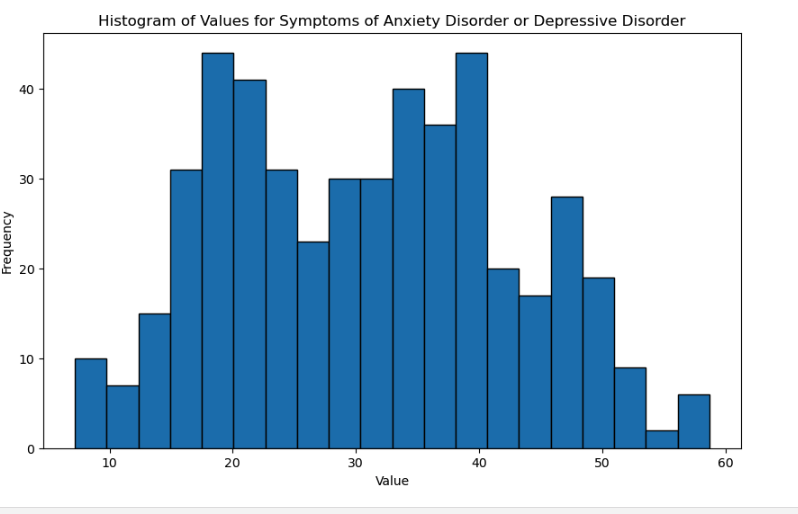 Histogram of Values for Symptoms of Anxiety Disorder or Depressive Disorder
40
30
20
10
0
Frequency
10 20 30 40 50 60
Value